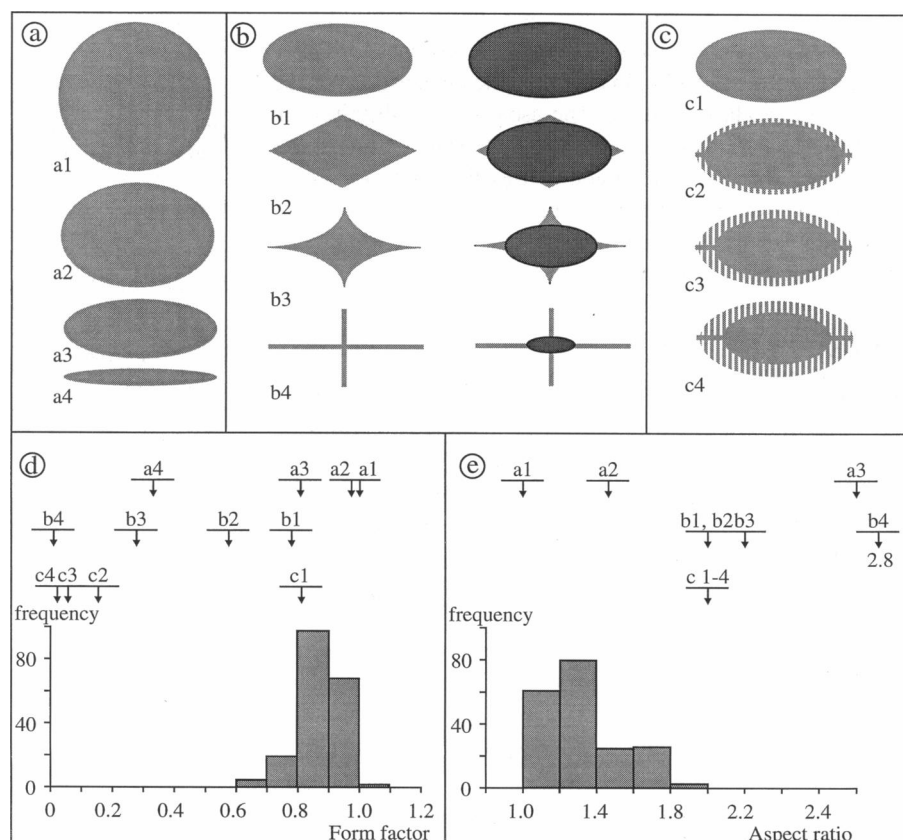 a
a1
a2
a3
a4
b
b1
b2
b3
b4
c
c1
c2
c3
c4
d
a4 a3 a2 a1
b4 b3 b2 b1
c4 c3 c2 c1
frequency
80
40
0
0 0.2 0.4 0.6 0.8 1.0 1.2
Form factor
e
a1 a2 a3
b1, b2 b3 b4
2.8
c 1-4
frequency
80
40
0
1.0 1.4 1.8 2.2 2.4
Aspect ratio